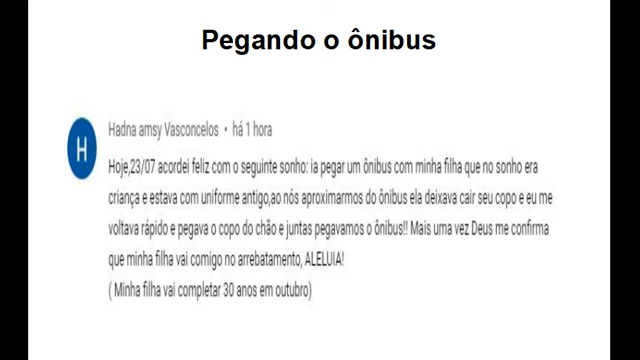 Pegando o ônibus
H
Hadna amsy Vasconcelos • há 1 hora
Hoje,23/07 acordei feliz com o seguinte sonho: ia pegar um ônibus com minha filha que no sonho era
criança e estava com uniforme antigo,ao nós aproximarmos do ônibus ela deixava cair seu copo e eu me
voltava rápido e pegava o copo do chão e juntas pegavamos o ônibus!! Mais uma vez Deus me confirma
que minha filha vai comigo no arrebatamento, ALELUIA!
( Minha filha vai completar 30 anos em outubro)